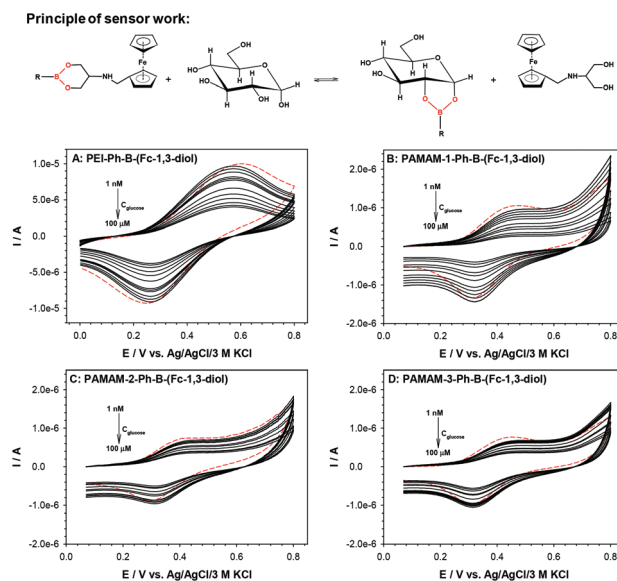 Principle of sensor work:
Fe
R B O O NH + H HO HO HO H H H OH OH H ⇌ H HO HO HO H H H O O H B R + Fe NH OH OH
A: PEI-Ph-B-(Fc-1,3-diol)
1 nM
C glucose
100 µM
1.0e-5
5.0e-6
0.0
-5.0e-6
-1.0e-5
I / A
0.0 0.2 0.4 0.6 0.8
E / V vs. Ag/AgCl/3 M KCl
B: PAMAM-1-Ph-B-(Fc-1,3-diol)
1 nM
C glucose
100 µM
2.0e-6
1.0e-6
0.0
-1.0e-6
-2.0e-6
I / A
0.0 0.2 0.4 0.6 0.8
E / V vs. Ag/AgCl/3 M KCl
C: PAMAM-2-Ph-B-(Fc-1,3-diol)
1 nM
C glucose
100 µM
2.0e-6
1.0e-6
0.0
-1.0e-6
-2.0e-6
I / A
0.0 0.2 0.4 0.6 0.8
E / V vs. Ag/AgCl/3 M KCl
D: PAMAM-3-Ph-B-(Fc-1,3-diol)
1 nM
C glucose
100 µM
2.0e-6
1.0e-6
0.0
-1.0e-6
-2.0e-6
I / A
0.0 0.2 0.4 0.6 0.8
E / V vs. Ag/AgCl/3 M KCl